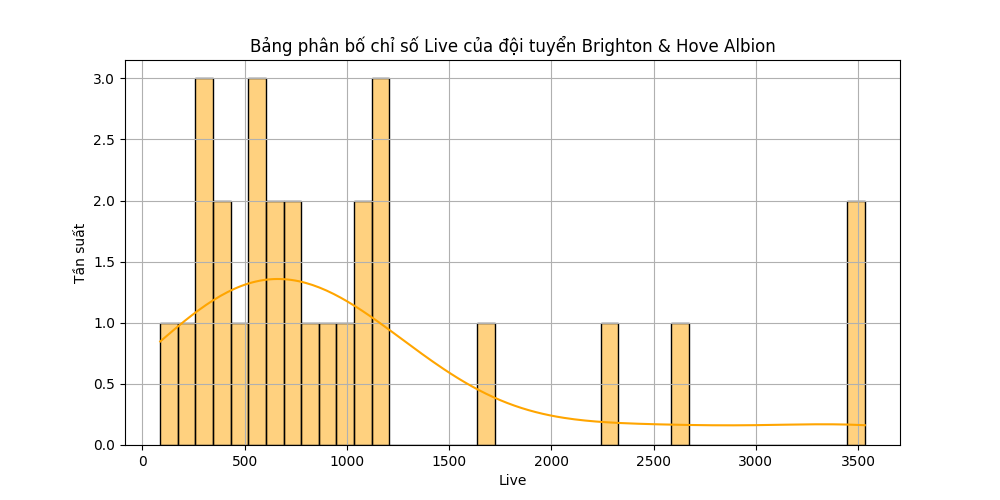 Bảng phân bố chỉ số Live của đội tuyển Brighton & Hove Albion
3.0
2.5
2.0
1.5
1.0
0.5
0.0
Tần suất
0 500 1000 1500 2000 2500 3000 3500
Live